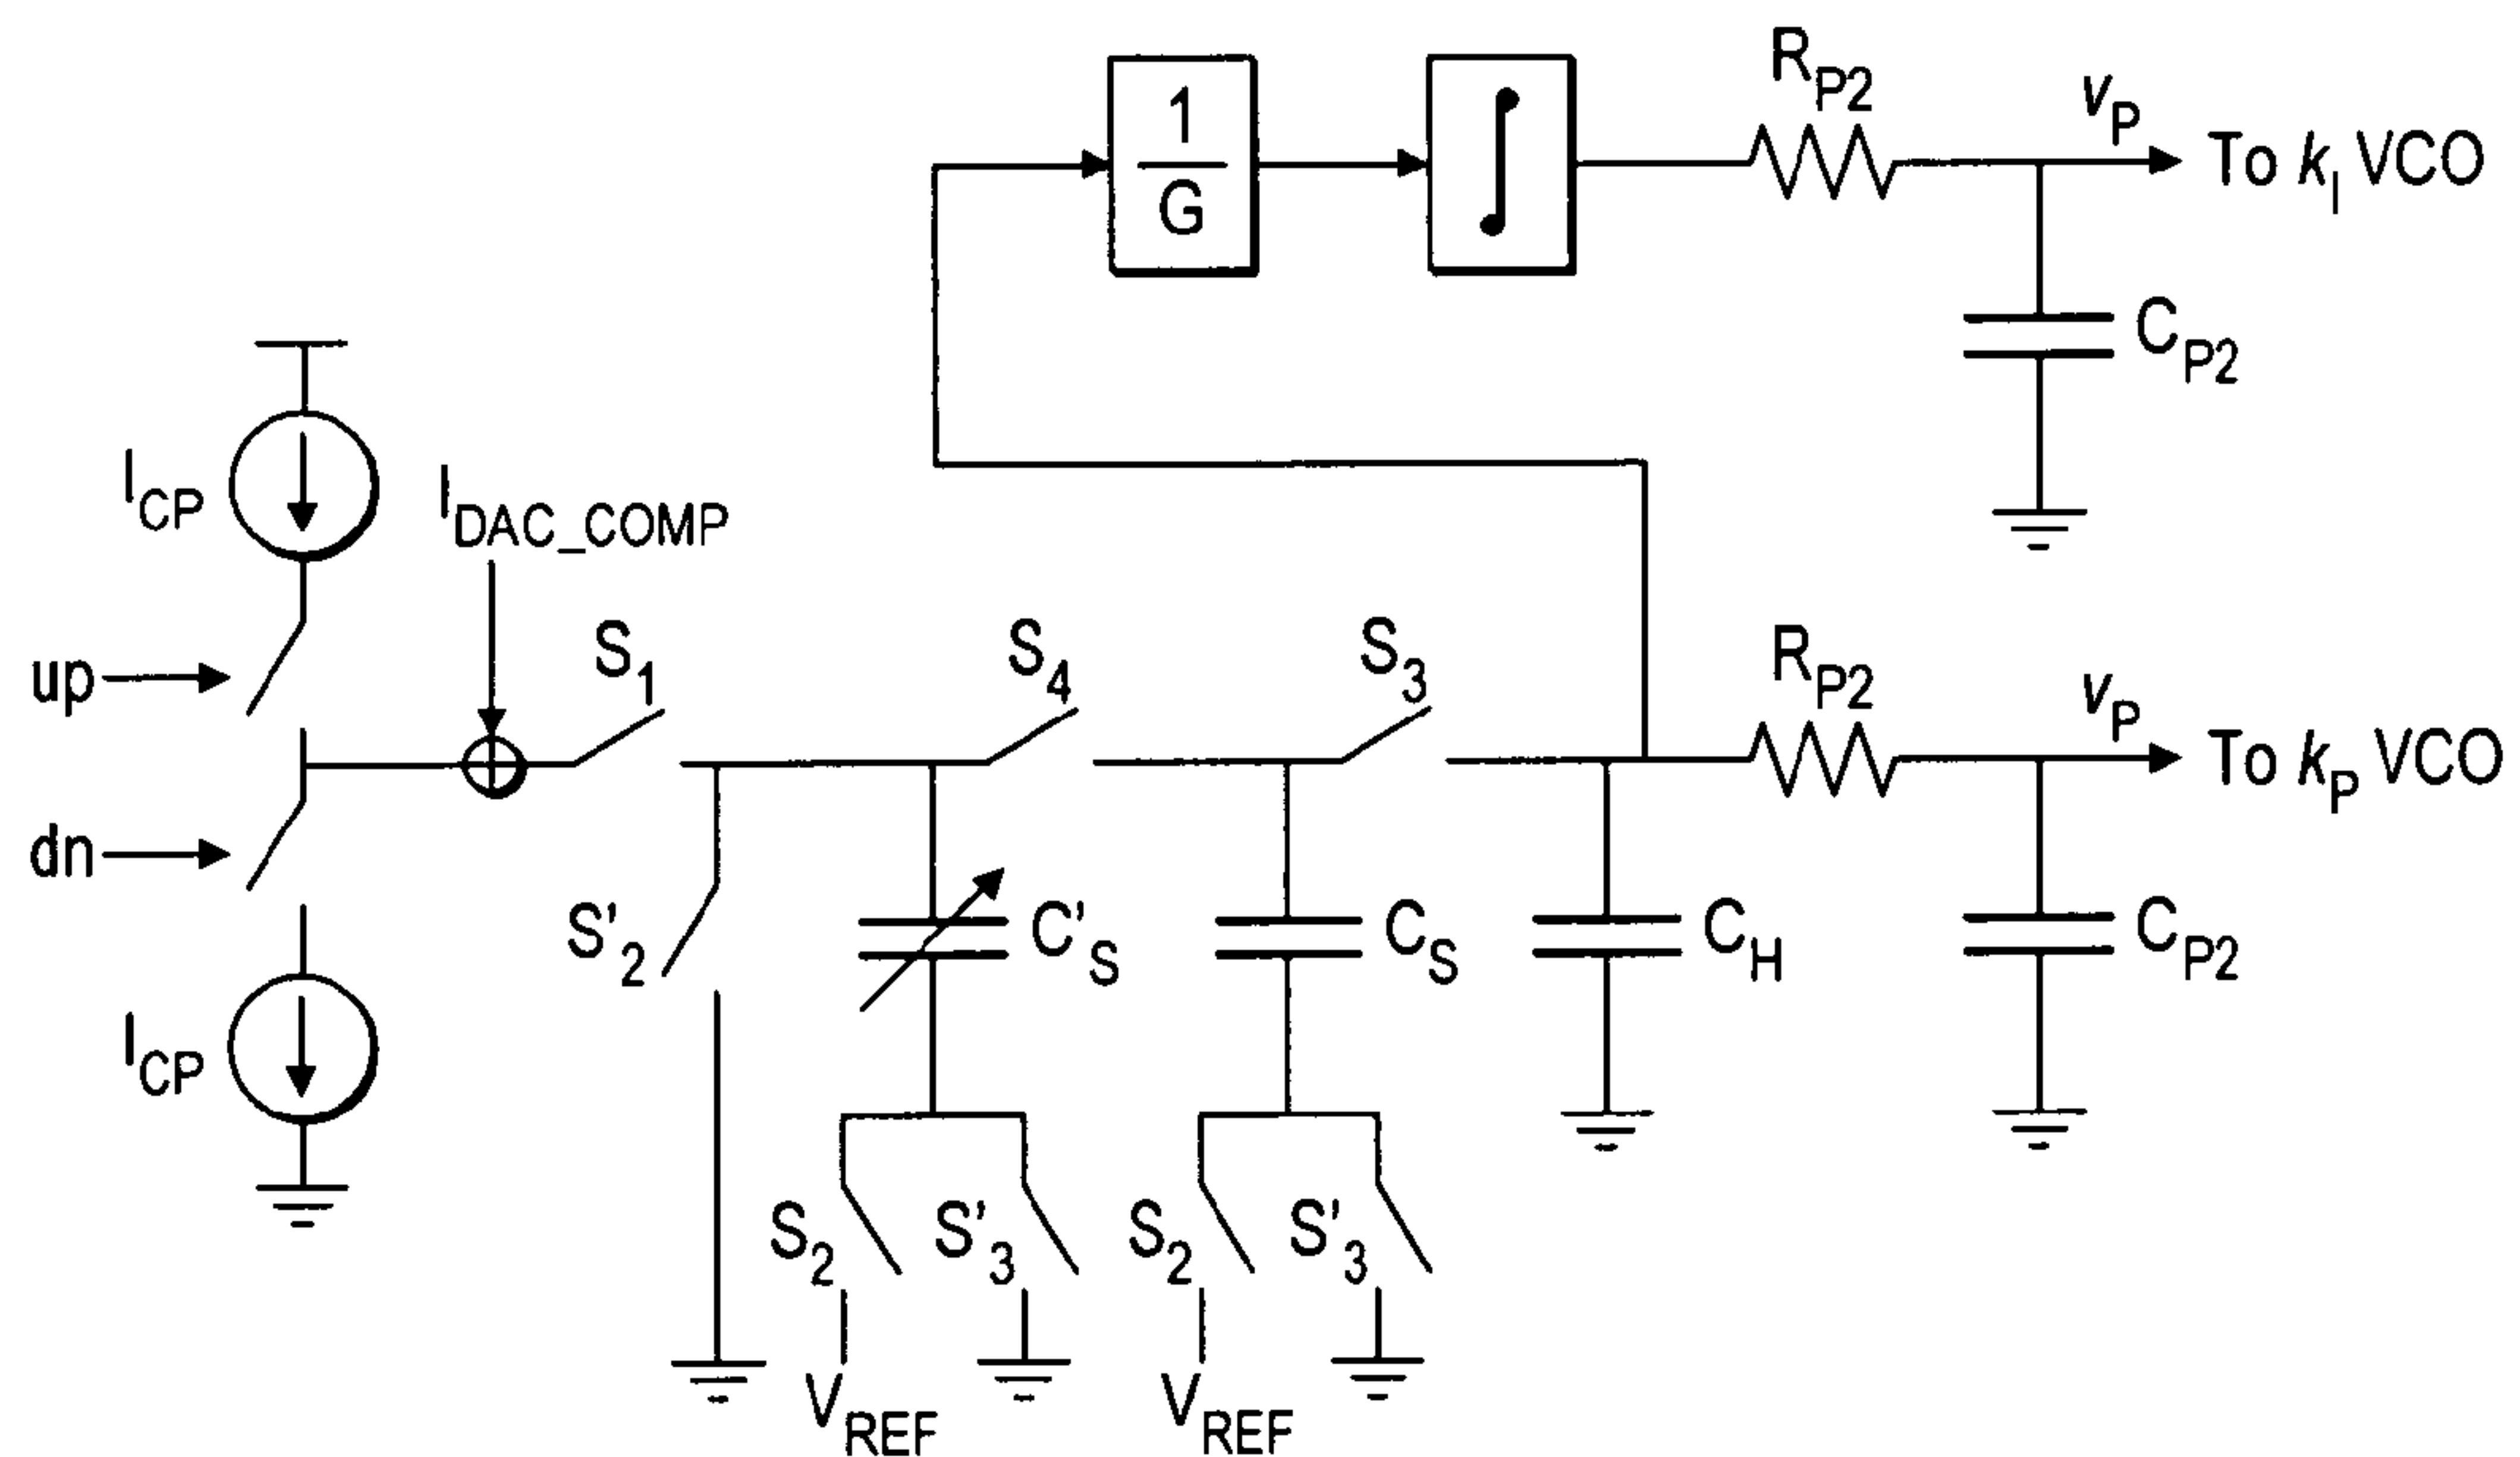 1
G
R_P2
v_P
To k_I VCO
C_P2
I_CP
I_DAC_COMP
up
S_1
S_4
S_3
R_P2
v_P
To k_P VCO
dn
S'_2
C'_S
C_S
C_H
C_P2
I_CP
S_2
S'_3
S_2
S'_3
V_REF
V_REF